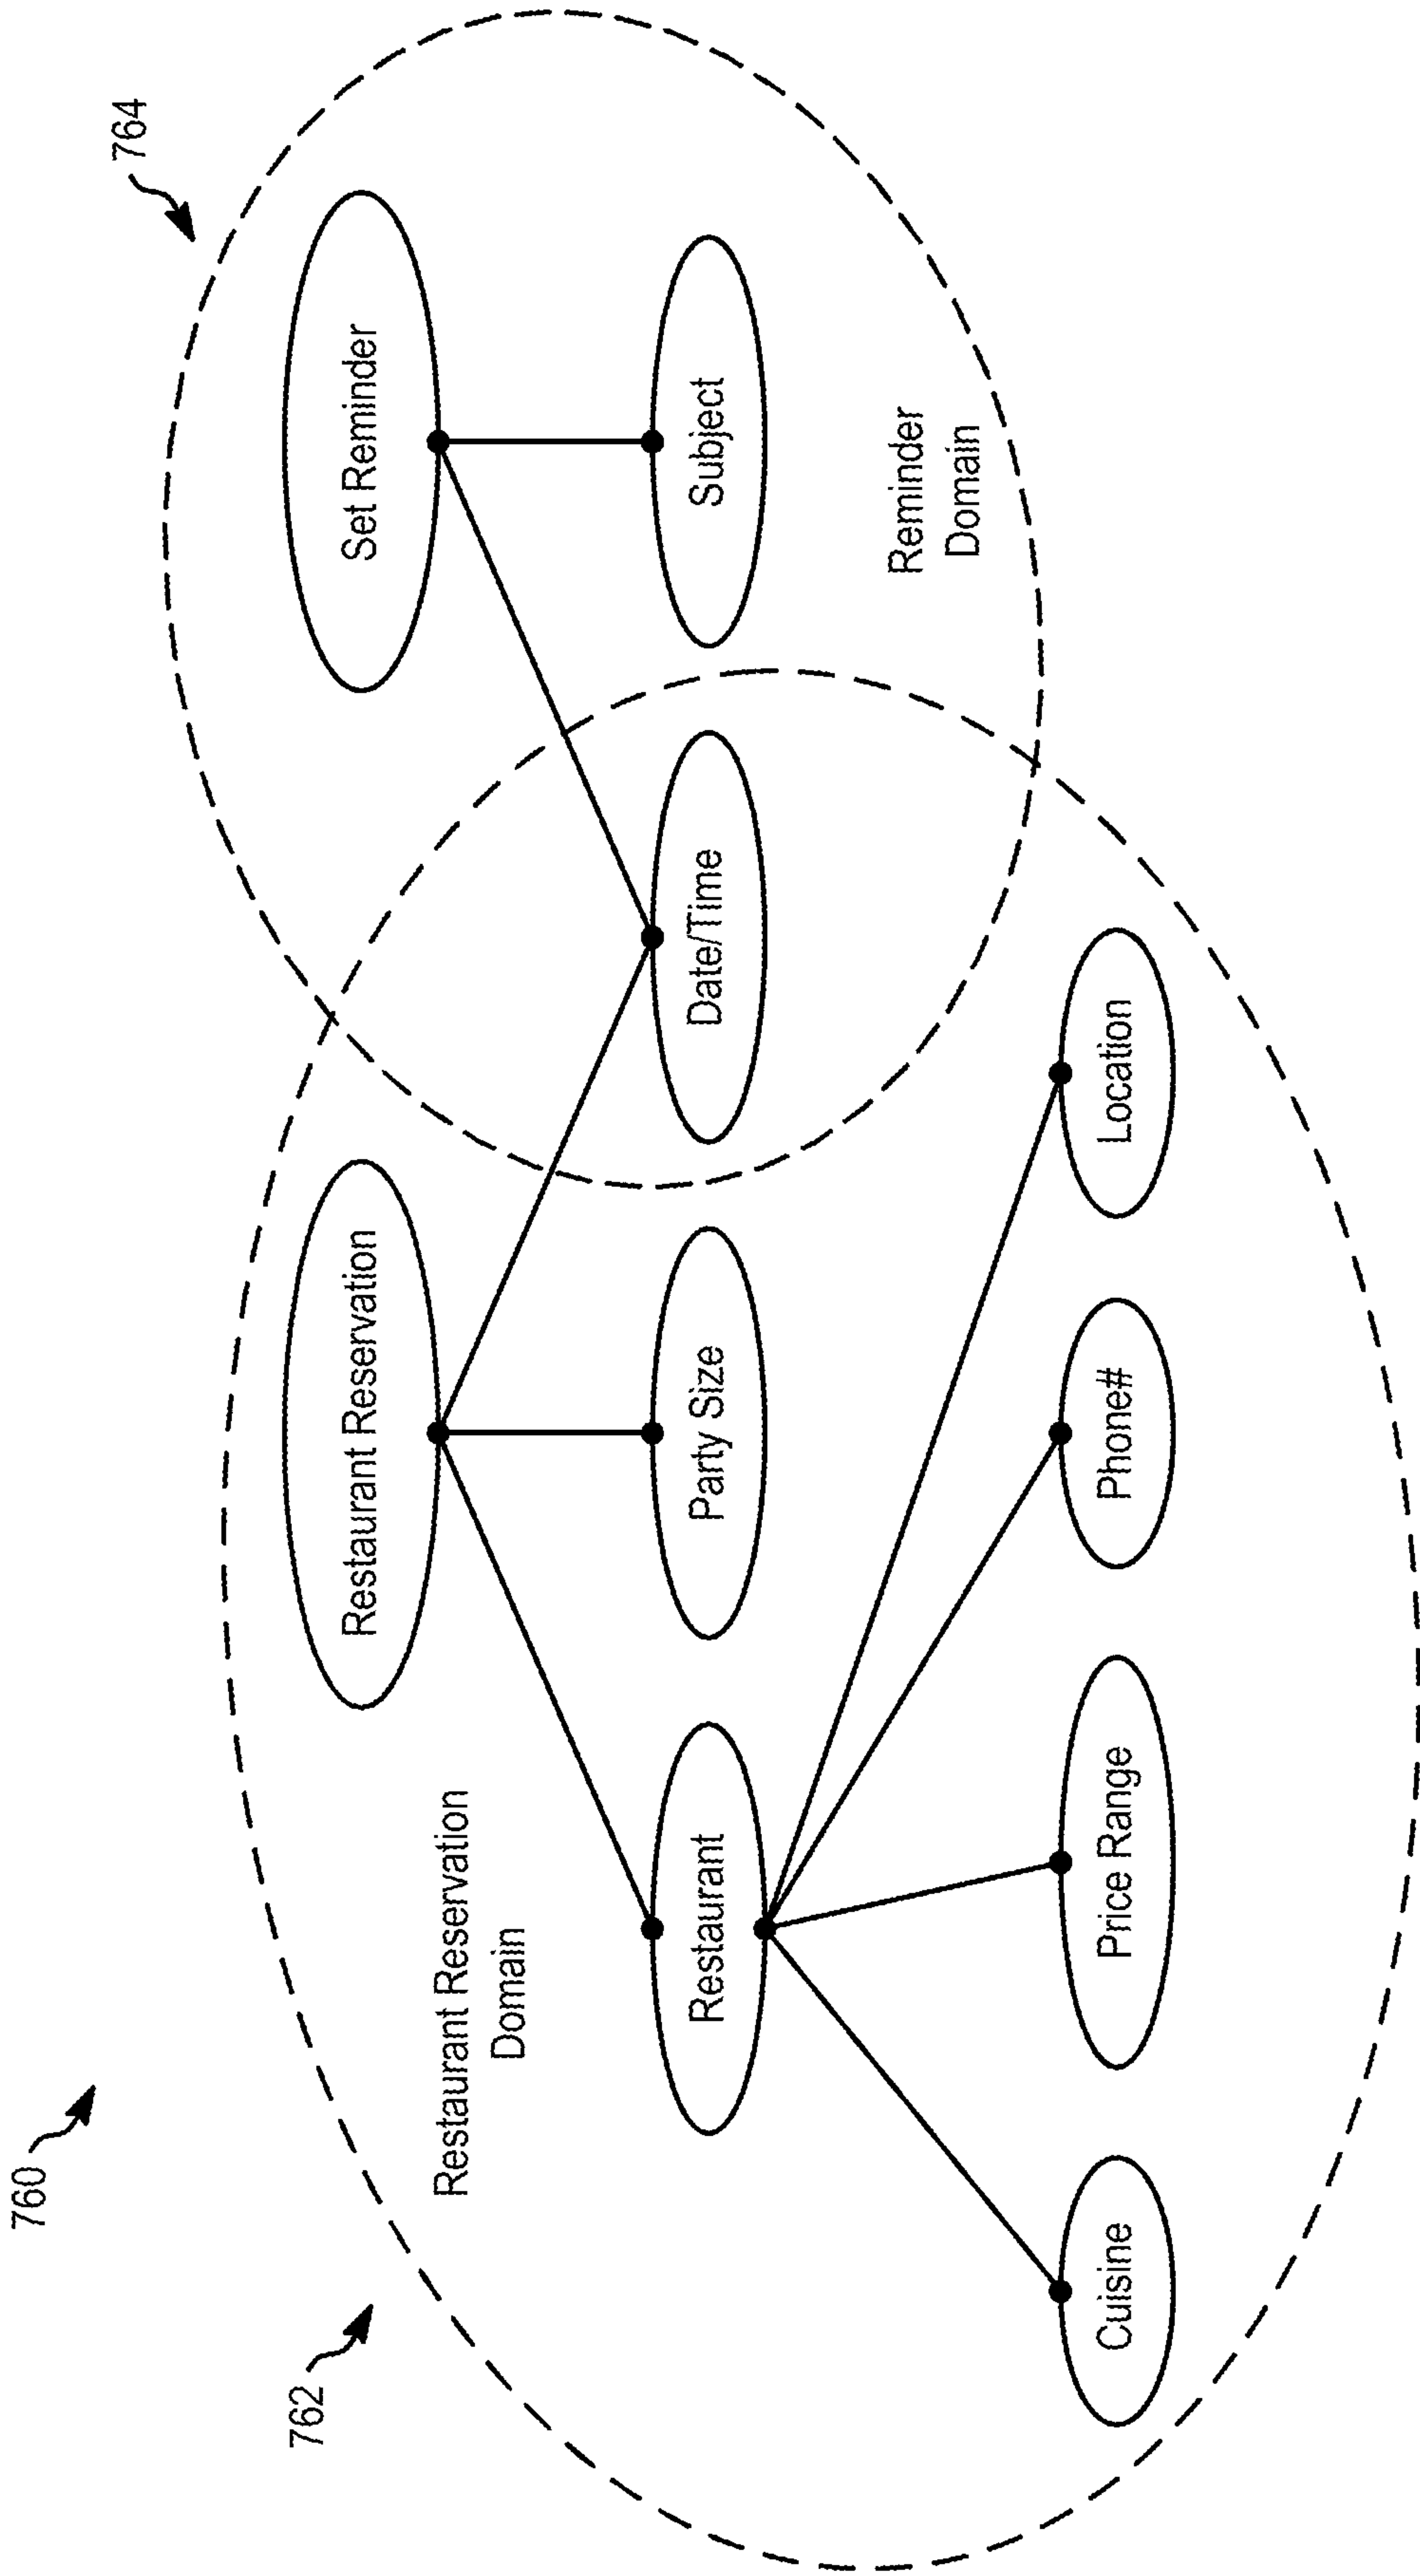 760
762
764
Restaurant Reservation
Set Reminder
Restaurant Reservation
Domain
Restaurant
Party Size
Date/Time
Subject
Reminder
Domain
Cuisine
Price Range
Phone#
Location